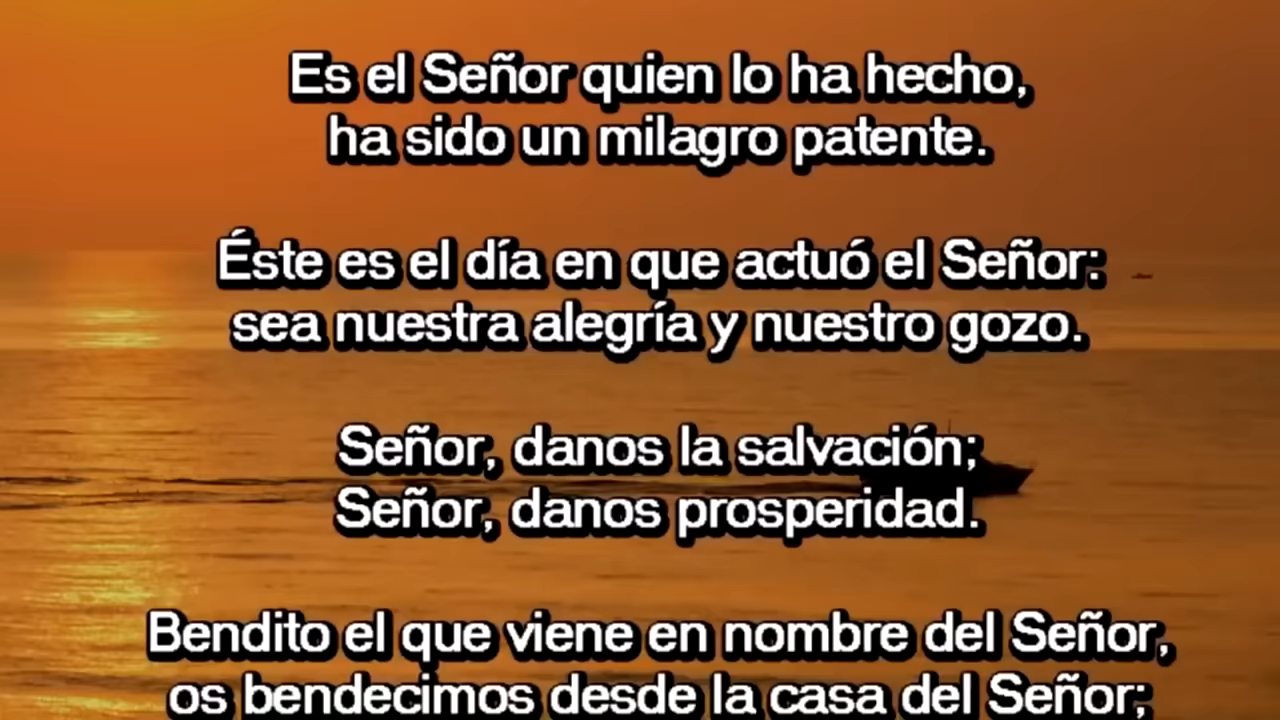 Es el Señor quien lo ha hecho,
ha sido un milagro patente.
Éste es el día en que actuó el Señor:
sea nuestra alegría y nuestro gozo.
Señor, danos la salvación;
Señor, danos prosperidad.
Bendito el que viene en nombre del Señor,
os bendecimos desde la casa del Señor;